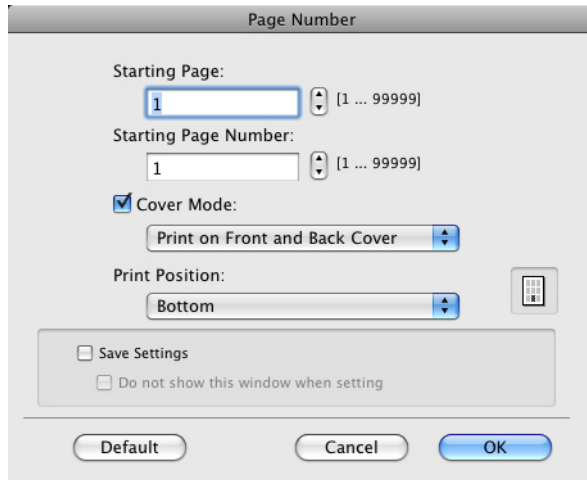 Page Number
Starting Page:
1 [1 ... 99999]
Starting Page Number:
1 [1 ... 99999]
Cover Mode:
Print on Front and Back Cover
Print Position:
Bottom
Save Settings
Do not show this window when setting
Default Cancel OK